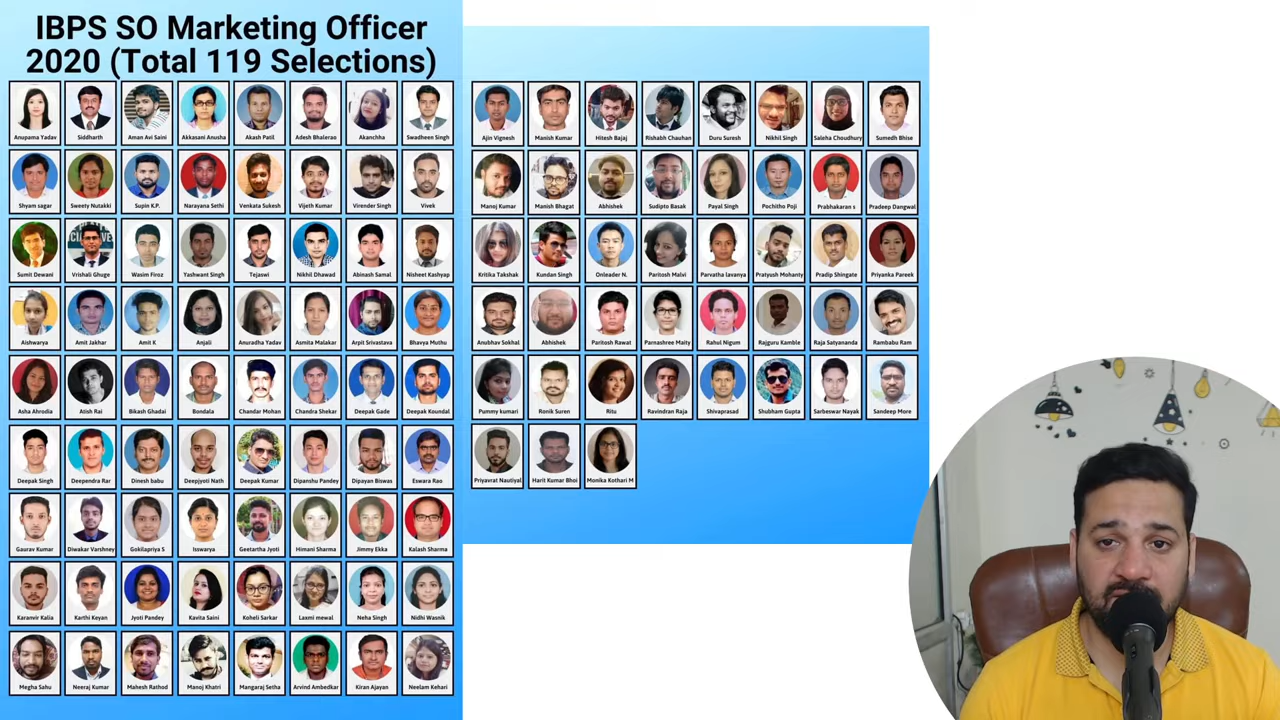 IBPS SO Marketing Officer
2020 (Total 119 Selections)
Anupama Yadav Siddharth Aman Avi Saini Akkasani Anusha Akash Patil Adesh Bhalerao Akanchha Swadheen Singh
Shyam sagar Sweety Nutakki Supin K.P. Narayana Sethi Venkata Sukesh Vijeth Kumar Virender Singh Vivek
Sumit Dewani Vrishali Ghuge Wasim Firoz Yashwant Singh Tejaswi Nikhil Dhawad Abinash Samal Nisheet Kashyap
Aishwarya Amit Jakhar Amit K Anjali Anuradha Yadav Asmita Malakar Arpit Srivastava Bhavya Muthu
Asha Ahrodia Atish Rai Bikash Ghadai Bondala Chandar Mohan Chandra Shekar Deepak Gade Deepak Koundal
Deepak Singh Deependra Rar Dinesh babu Deepjyoti Nath Deepak Kumar Dipanshu Pandey Dipayan Biswas Eswara Rao
Gaurav Kumar Diwakar Varshney Gokilapriya S Isswarya Geetartha Jyoti Himani Sharma Jimmy Ekka Kalash Sharma
Karanvir Kalia Karthi Keyan Jyoti Pandey Kavita Saini Koheli Sarkar Laxmi mewal Neha Singh Nidhi Wasnik
Megha Sahu Neeraj Kumar Mahesh Rathod Manoj Khatri Mangaraj Setha Arvind Ambedkar Kiran Ajayan Neelam Kehari
Ajin Vignesh Manish Kumar Hitesh Bajaj Rishabh Chauhan Duru Suresh Nikhil Singh Saleha Choudhury Sumedh Bhise
Manoj Kumar Manish Bhagat Abhishek Sudipto Basak Payal Singh Pochitho Poji Prabhakaran s Pradeep Dangwal
Kritika Takshak Kundan Singh Onleader N. Paritosh Malvi Parvatha lavanya Pratyush Mohanty Pradip Shingate Priyanka Pareek
Anubhav Sokhal Abhishek Paritosh Rawat Parnashree Maity Rahul Nigum Rajguru Kamble Raja Satyananda Rambabu Ram
Pummy kumari Ronik Suren Ritu Ravindran Raja Shivaprasad Shubham Gupta Sarbeswar Nayak Sandeep More
Priyavrat Nautiyal Harit Kumar Bhoi Monika Kothari M